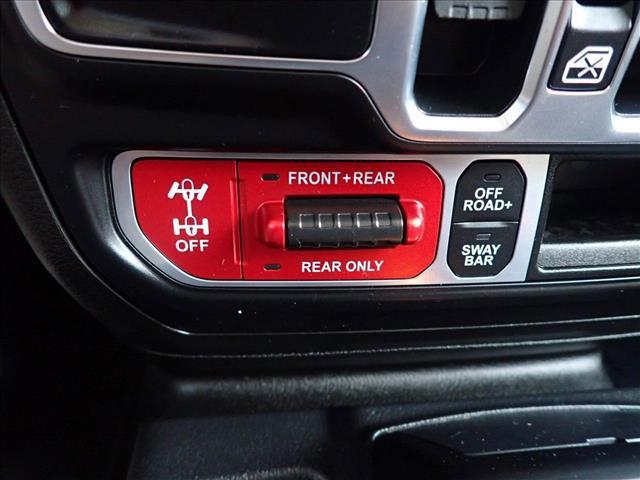 OFF
FRONT+REAR
REAR ONLY
OFF
ROAD+
SWAY
BAR